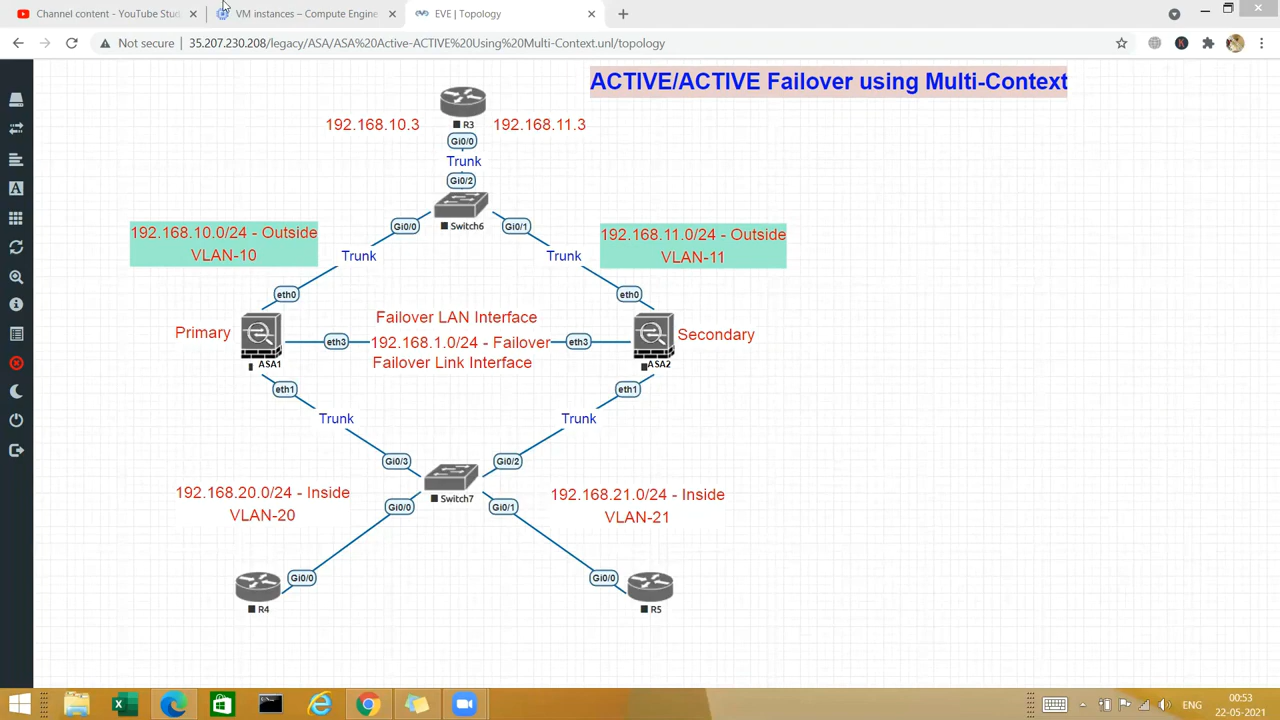 Channel content - YouTube Stud
VM instances – Compute Engine
EVE | Topology
Not secure
35.207.230.208/legacy/ASA/ASA%20Active-ACTIVE%20Using%20Multi-Context.unl/topology
ACTIVE/ACTIVE Failover using Multi-Context
192.168.10.3
R3
192.168.11.3
Gi0/0
Trunk
Gi0/2
Switch6
Gi0/0
Gi0/1
192.168.10.0/24 - Outside
VLAN-10
192.168.11.0/24 - Outside
VLAN-11
Trunk
Trunk
eth0
eth0
Primary
ASA1
Failover LAN Interface
eth3
192.168.1.0/24 - Failover
eth3
Failover Link Interface
Secondary
ASA2
eth1
eth1
Trunk
Trunk
Gi0/3
Gi0/2
Switch7
192.168.20.0/24 - Inside
VLAN-20
192.168.21.0/24 - Inside
VLAN-21
Gi0/0
Gi0/1
Gi0/0
Gi0/0
R4
R5
ENG
00:53
22-05-2021